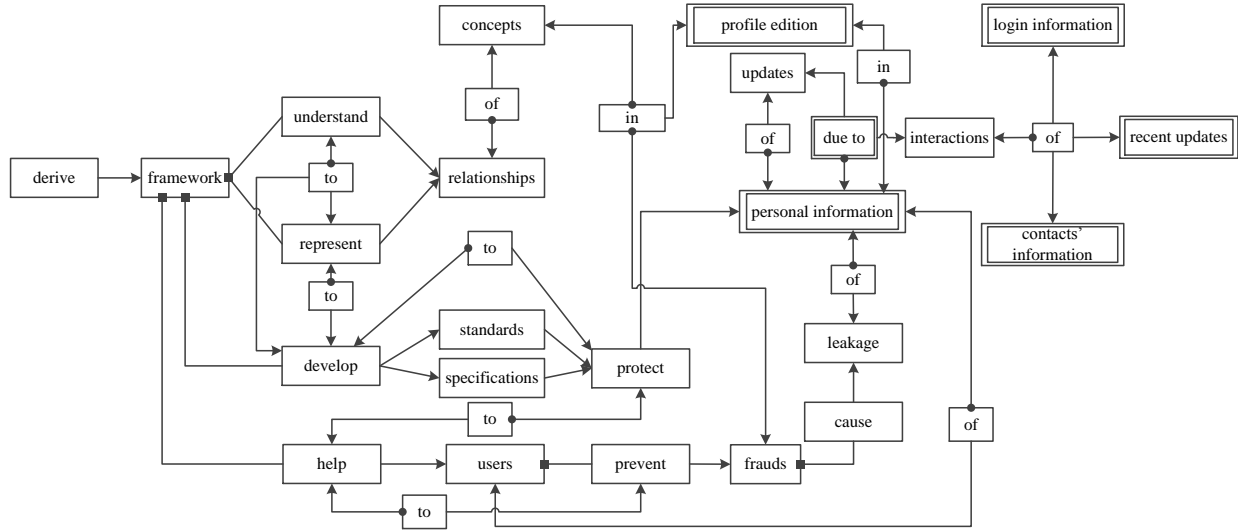 concepts
profile edition
login information
updates
in
of
in
understand
of
due to
interactions
of
recent updates
derive
framework
to
relationships
personal information
represent
to
contacts'
information
to
of
standards
leakage
develop
protect
specifications
to
cause
of
help
users
prevent
frauds
to